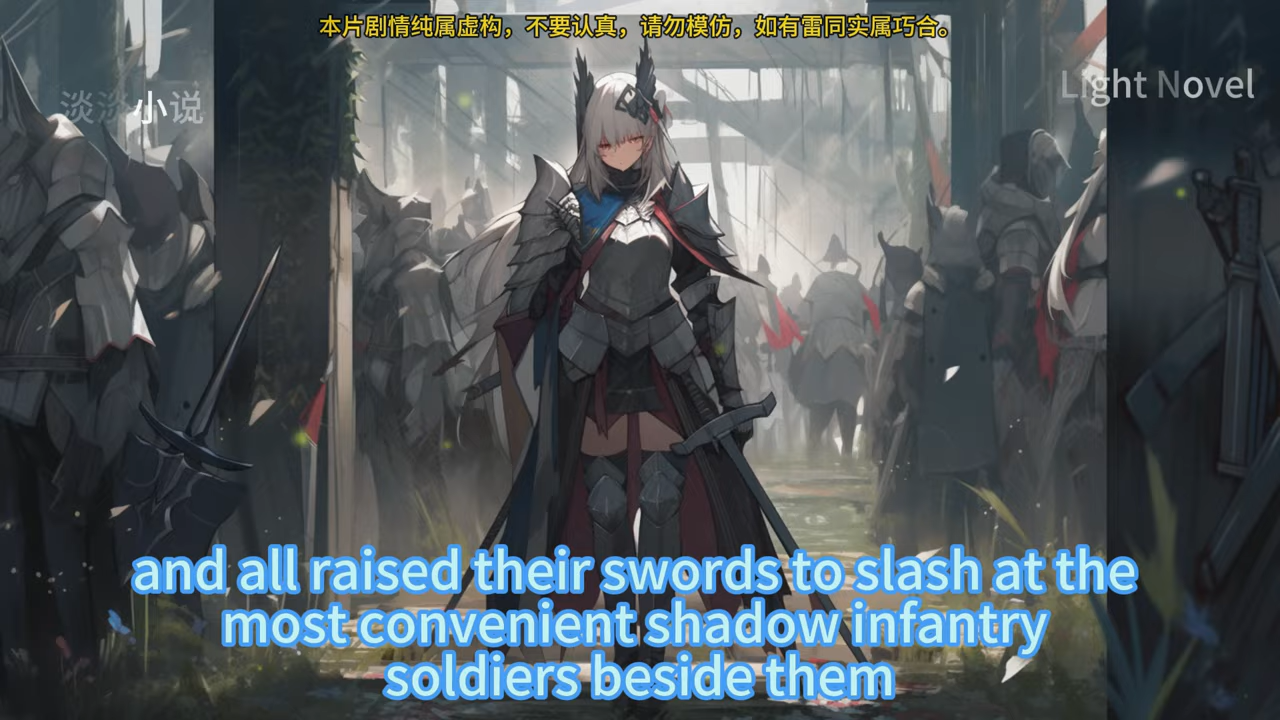 本片剧情纯属虚构，不要认真，请勿模仿，如有雷同实属巧合。
淡淡小说
Light Novel
and all raised their swords to slash at the
most convenient shadow infantry
soldiers beside them